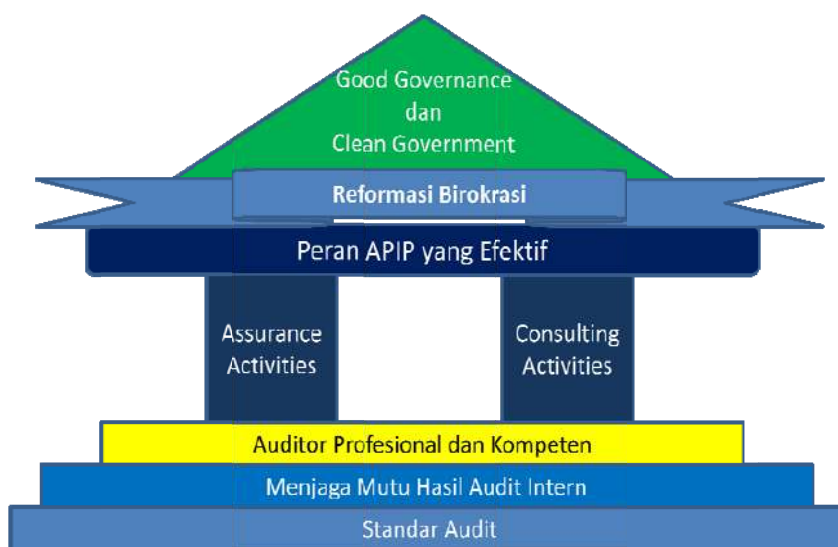 Good Governance
dan
Clean Government
Reformasi Birokrasi
Peran APIP yang Efektif
Assurance
Activities
Consulting
Activities
Auditor Profesional dan Kompeten
Menjaga Mutu Hasil Audit Intern
Standar Audit